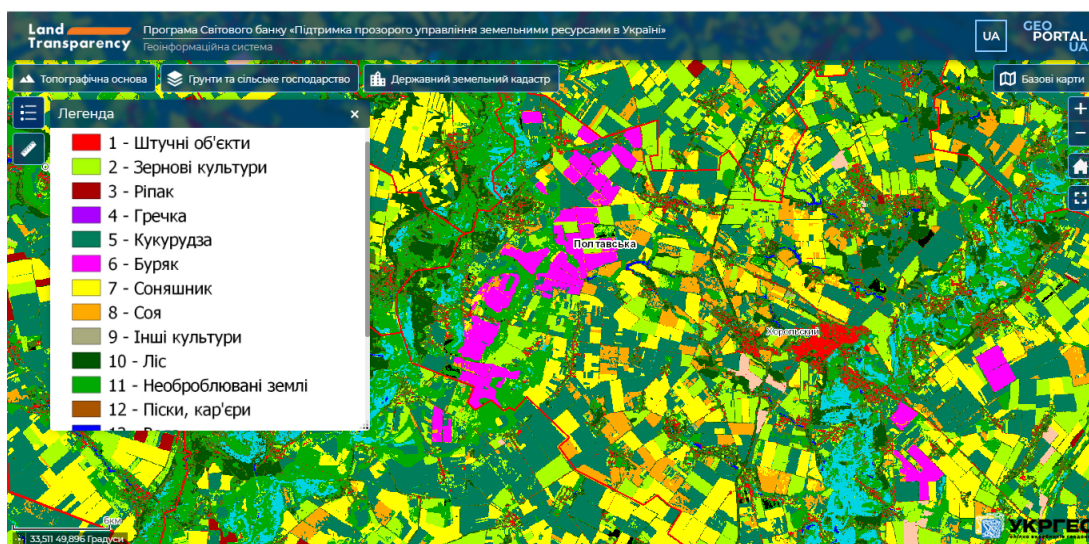 Land
Transparency
Програма Світового банку «Підтримка прозорого управління земельними ресурсами в Україні»
Геоінформаційна система
UA
GEO
PORTAL
UA
Топографічна основа
Грунти та сільське господарство
Державний земельний кадастр
Базові карти
Легенда
×
1 - Штучні об'єкти
2 - Зернові культури
3 - Ріпак
4 - Гречка
5 - Кукурудза
6 - Буряк
7 - Соняшник
8 - Соя
9 - Інші культури
10 - Ліс
11 - Необроблювані землі
12 - Піски, кар'єри
Полтавська
Хорольский
6км
33,511 49,896 Градуси